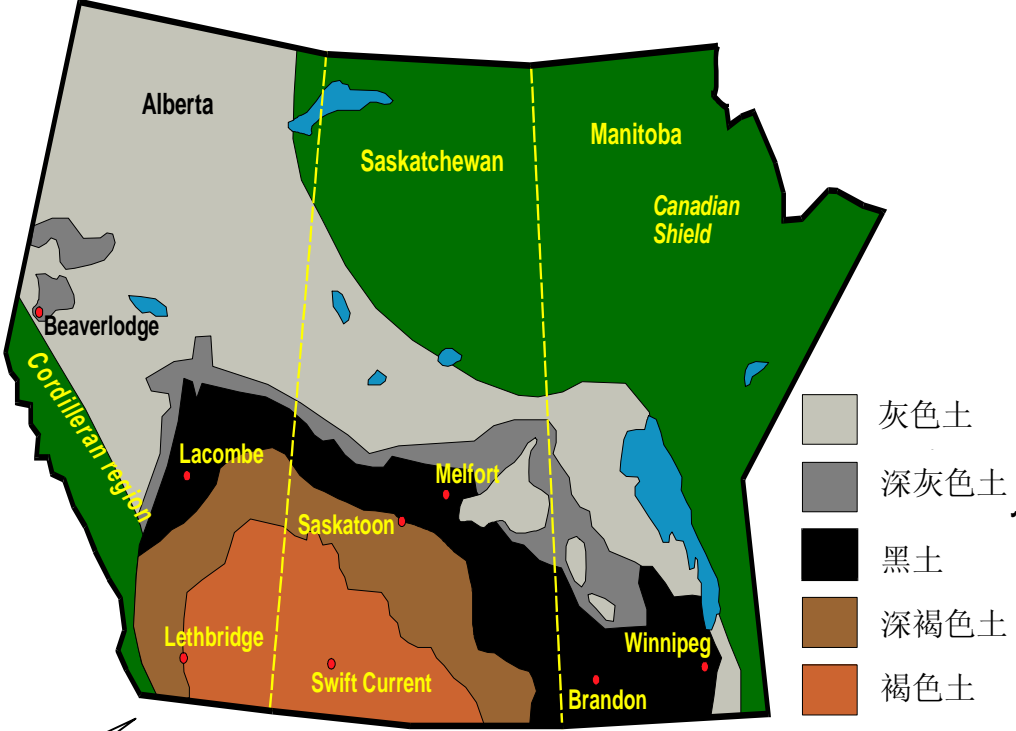 Alberta
Saskatchewan
Manitoba
Canadian
Shield
Beaverlodge
Cordilleran region
Lacombe
Melfort
Saskatoon
Lethbridge
Swift Current
Winnipeg
Brandon
灰色土
深灰色土
黑土
深褐色土
褐色土